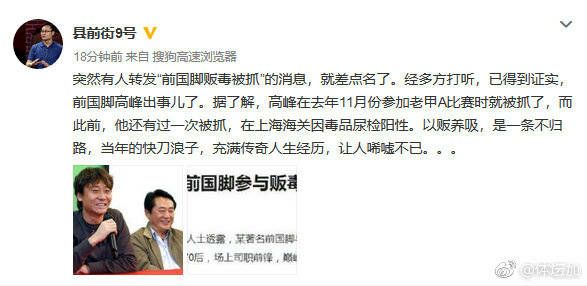 县前街9号
18分钟前 来自 搜狗高速浏览器
突然有人转发“前国脚贩毒被抓”的消息，就差点名了。经多方打听，已得到证实，
前国脚高峰出事儿了。据了解，高峰在去年11月份参加老甲A比赛时就被抓了，而
此前，他还有过一次被抓，在上海海关因毒品尿检阳性。以贩养吸，是一条不归
路，当年的快刀浪子，充满传奇人生经历，让人唏嘘不已。。。
前国脚参与贩毒
人士透露，某著名前国脚
70后，场上司职前锋，巅